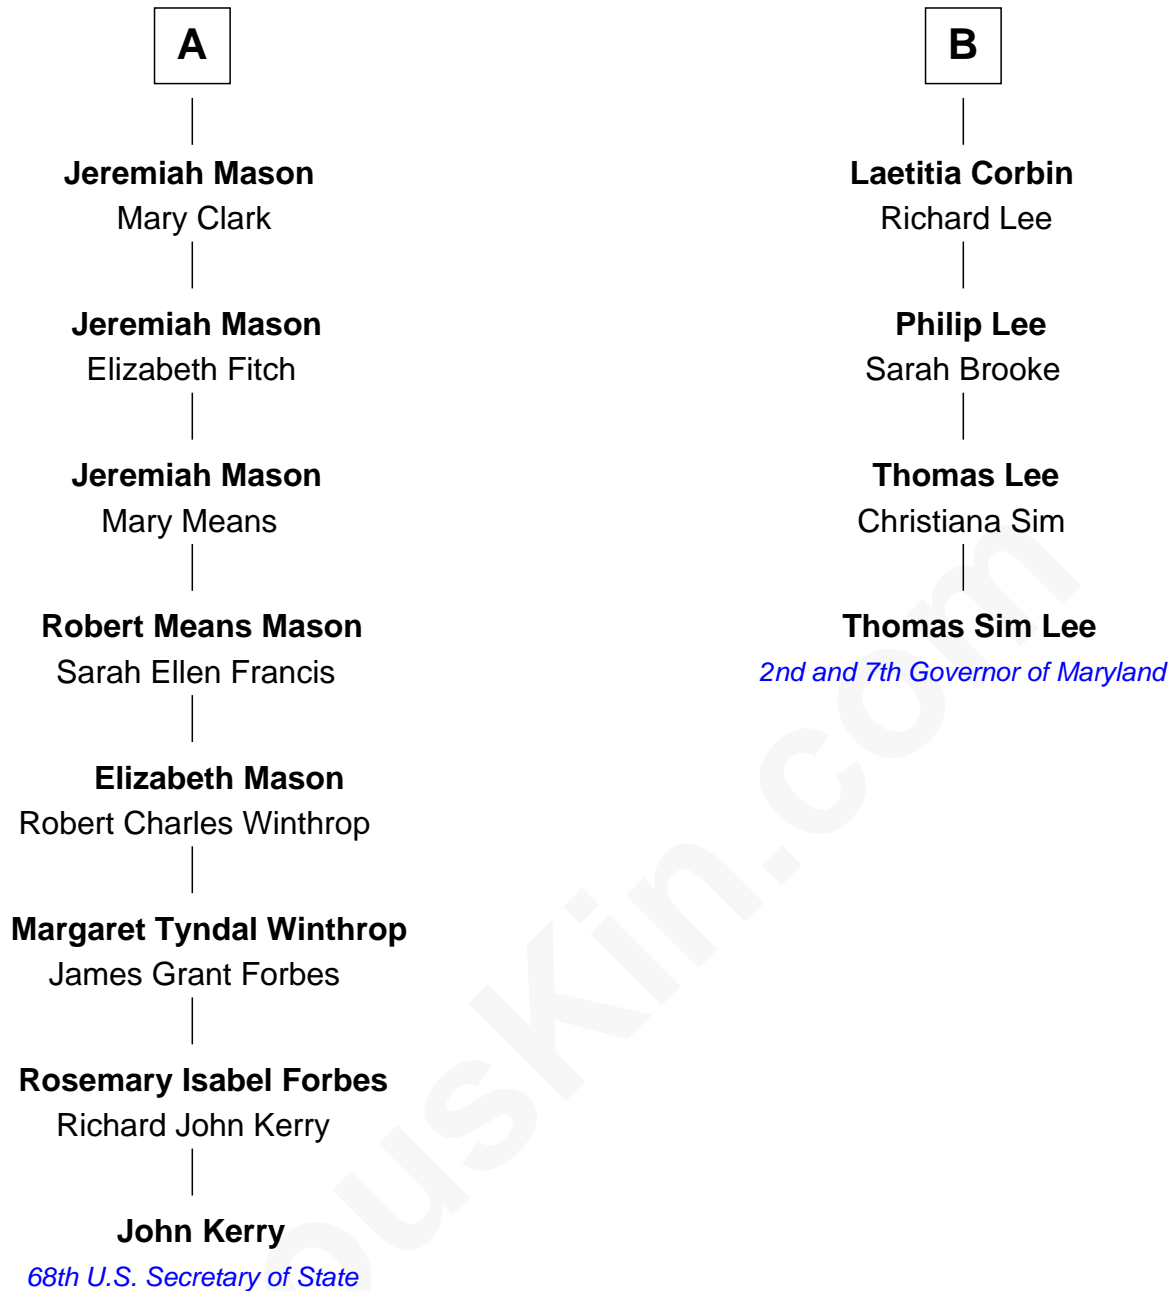 A
Jeremiah Mason
Mary Clark
Jeremiah Mason
Elizabeth Fitch
Jeremiah Mason
Mary Means
Robert Means Mason
Sarah Ellen Francis
Elizabeth Mason
Robert Charles Winthrop
Margaret Tyndal Winthrop
James Grant Forbes
Rosemary Isabel Forbes
Richard John Kerry
John Kerry
68th U.S. Secretary of State
B
Laetitia Corbin
Richard Lee
Philip Lee
Sarah Brooke
Thomas Lee
Christiana Sim
Thomas Sim Lee
2nd and 7th Governor of Maryland
ousKin.com